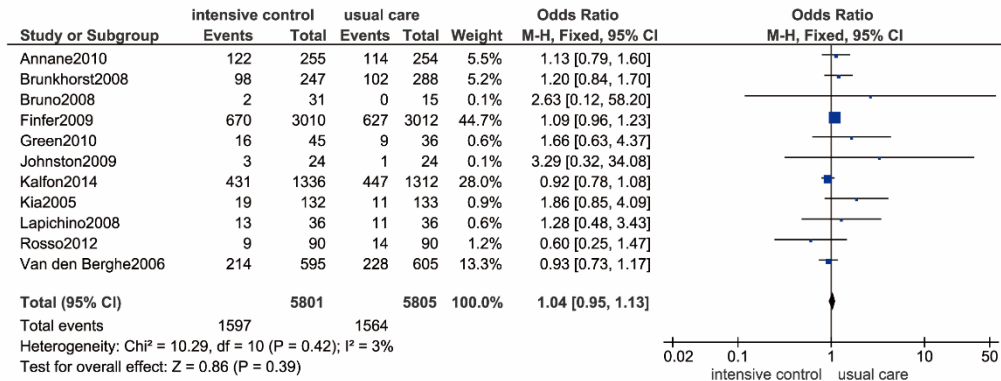 intensive control usual care Odds Ratio Odds Ratio
Study or Subgroup Events Total Events Total Weight M-H, Fixed, 95% CI M-H, Fixed, 95% CI
Annane2010 122 255 114 254 5.5% 1.13 [0.79, 1.60]
Brunkhorst2008 98 247 102 288 5.2% 1.20 [0.84, 1.70]
Bruno2008 2 31 0 15 0.1% 2.63 [0.12, 58.20]
Finfer2009 670 3010 627 3012 44.7% 1.09 [0.96, 1.23]
Green2010 16 45 9 36 0.6% 1.66 [0.63, 4.37]
Johnston2009 3 24 1 24 0.1% 3.29 [0.32, 34.08]
Kalfon2014 431 1336 447 1312 28.0% 0.92 [0.78, 1.08]
Kia2005 19 132 11 133 0.9% 1.86 [0.85, 4.09]
Lapichino2008 13 36 11 36 0.6% 1.28 [0.48, 3.43]
Rosso2012 9 90 14 90 1.2% 0.60 [0.25, 1.47]
Van den Berghe2006 214 595 228 605 13.3% 0.93 [0.73, 1.17]
Total (95% CI) 5801 5805 100.0% 1.04 [0.95, 1.13]
Total events 1597 1564
Heterogeneity: Chi² = 10.29, df = 10 (P = 0.42); I² = 3%
Test for overall effect: Z = 0.86 (P = 0.39)
0.02 0.1 1 10 50
intensive control usual care